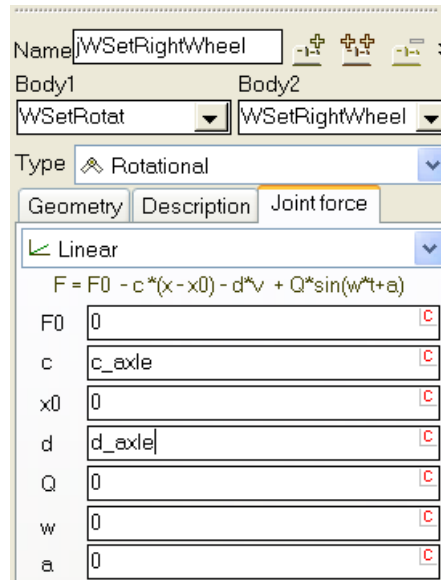 Name jWSetRightWheel
Body1 Body2
WSetRotat WSetRightWheel
Type Rotational
Geometry Description Joint force
Linear
F = F0 - c*(x-x0) - d*v + Q*sin(w*t+a)
F0 0 C
c c_axle C
x0 0 C
d d_axle C
Q 0 C
w 0 C
a 0 C